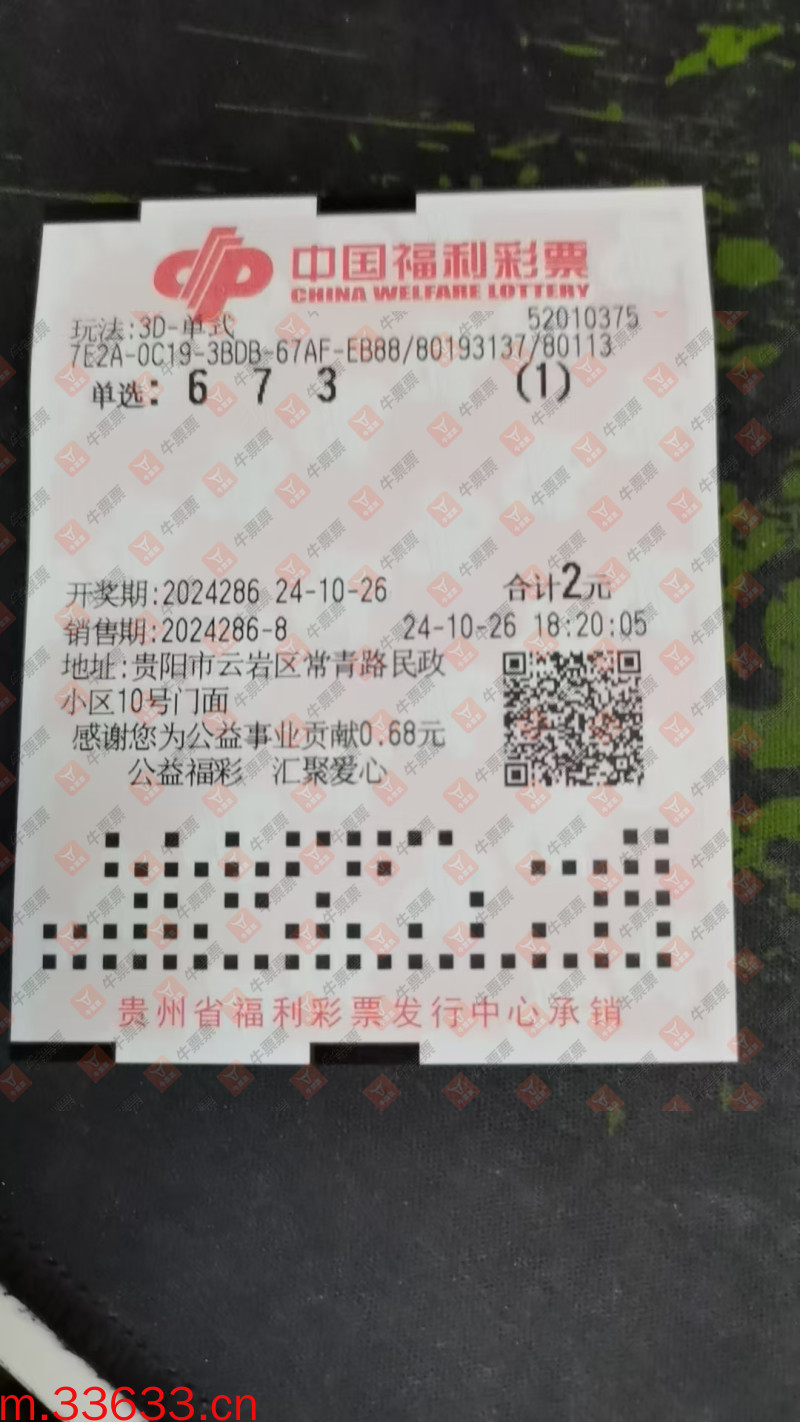 中国福利彩票
CHINA WELFARE LOTTERY
玩法:3D-单式 52010375
7E2A-0C19-3BDB-67AF-EB88/80193137/80113
单选: 6 7 3 (1)
开奖期:2024286 24-10-26 合计2元
销售期:2024286-8 24-10-26 18:20:05
地址:贵阳市云岩区常青路民政
小区10号门面
感谢您为公益事业贡献0.68元
公益福彩 汇聚爱心
贵州省福利彩票发行中心承销
牛票票
m.33633.cn